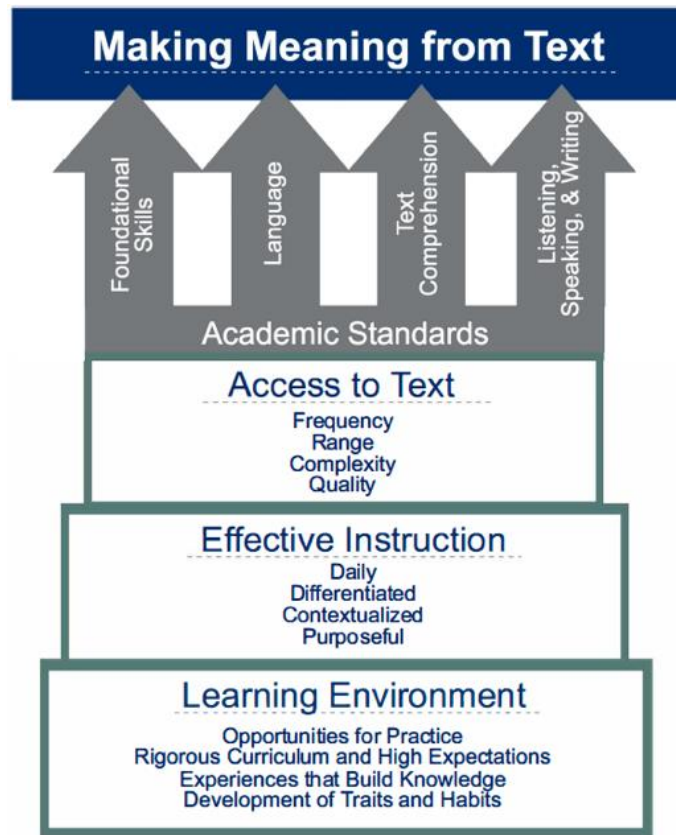 Making Meaning from Text
Foundational
Skills
Language
Text
Comprehension
Listening,
Speaking, & Writing
Academic Standards
Access to Text
Frequency
Range
Complexity
Quality
Effective Instruction
Daily
Differentiated
Contextualized
Purposeful
Learning Environment
Opportunities for Practice
Rigorous Curriculum and High Expectations
Experiences that Build Knowledge
Development of Traits and Habits